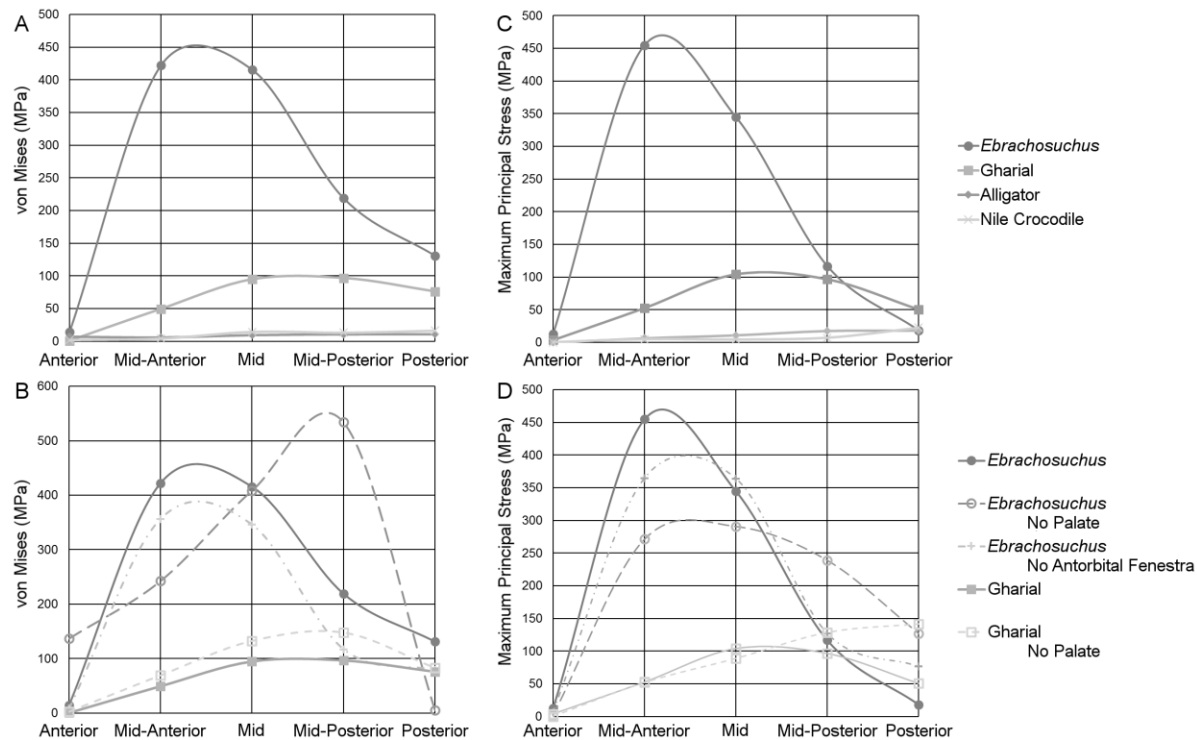 A
500
450
400
350
300
250
200
150
100
50
0
von Mises (MPa)
Anterior Mid-Anterior Mid Mid-Posterior Posterior
C
500
450
400
350
300
250
200
150
100
50
0
Maximum Principal Stress (MPa)
Anterior Mid-Anterior Mid Mid-Posterior Posterior
Ebrachosuchus
Gharial
Alligator
Nile Crocodile
B
600
500
400
300
200
100
0
von Mises (MPa)
Anterior Mid-Anterior Mid Mid-Posterior Posterior
D
500
450
400
350
300
250
200
150
100
50
0
Maximum Principal Stress (MPa)
Anterior Mid-Anterior Mid Mid-Posterior Posterior
Ebrachosuchus
Ebrachosuchus
No Palate
Ebrachosuchus
No Antorbital Fenestra
Gharial
Gharial
No Palate